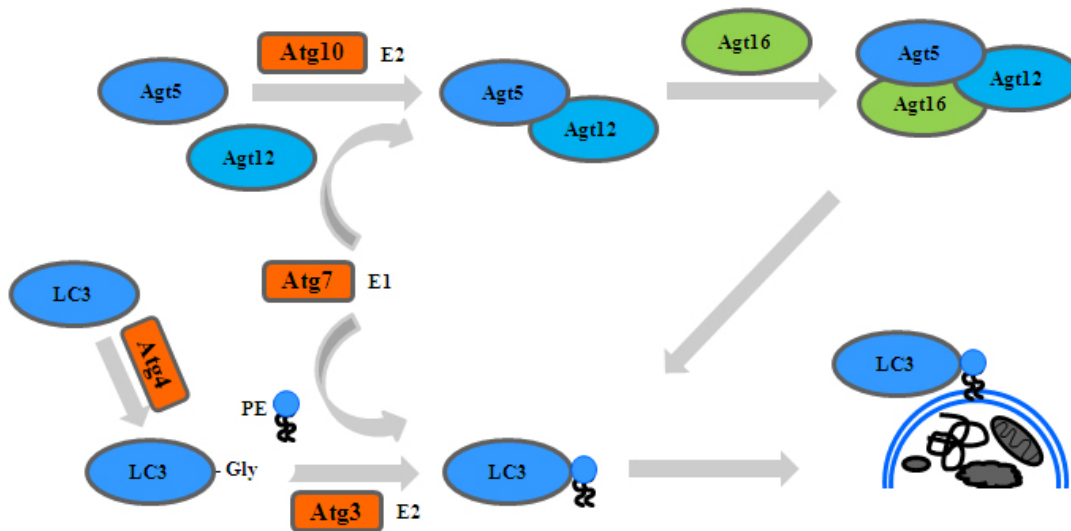 Atg10 E2
Agt16
Agt5
Agt12
Agt5
Agt12
Agt5
Agt16
Agt12
Atg7 E1
LC3
Atg4
PE
LC3 - Gly
Atg3 E2
LC3
LC3